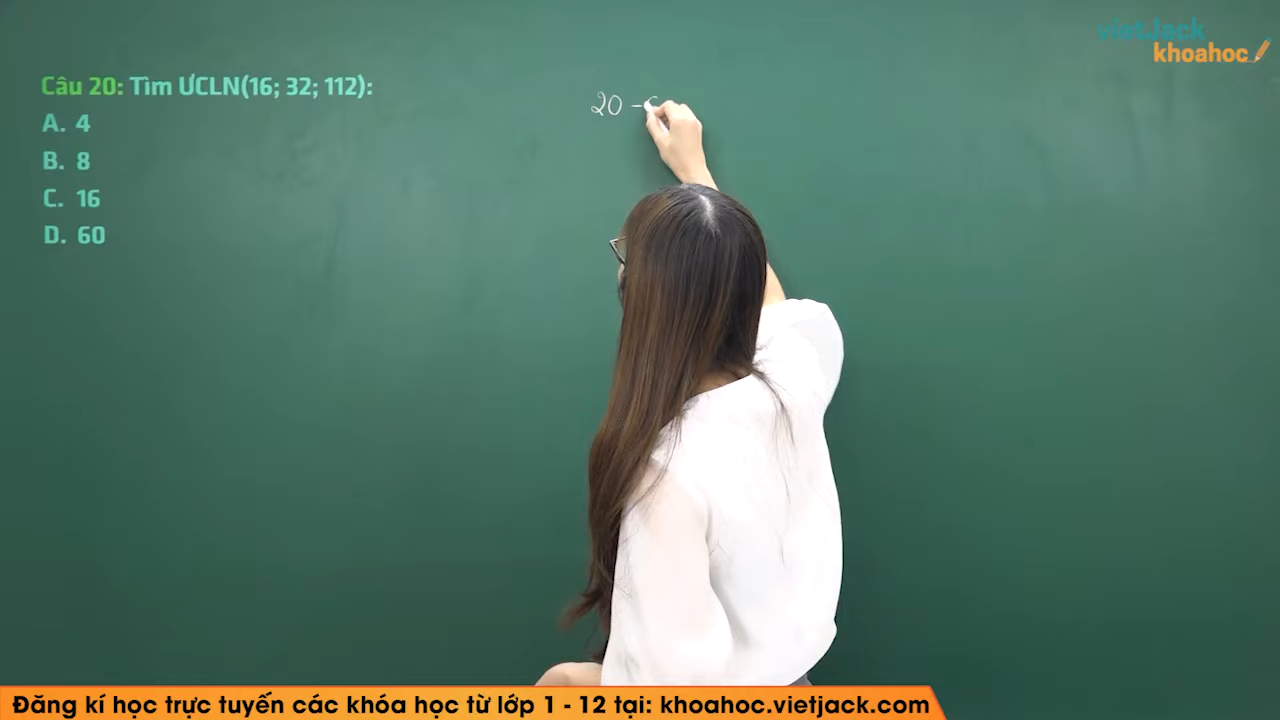 vietJack
khoahoc
Câu 20: Tìm ƯCLN(16; 32; 112):
A. 4
B. 8
C. 16
D. 60
20 –
Đăng kí học trực tuyến các khóa học từ lớp 1 - 12 tại: khoahoc.vietjack.com